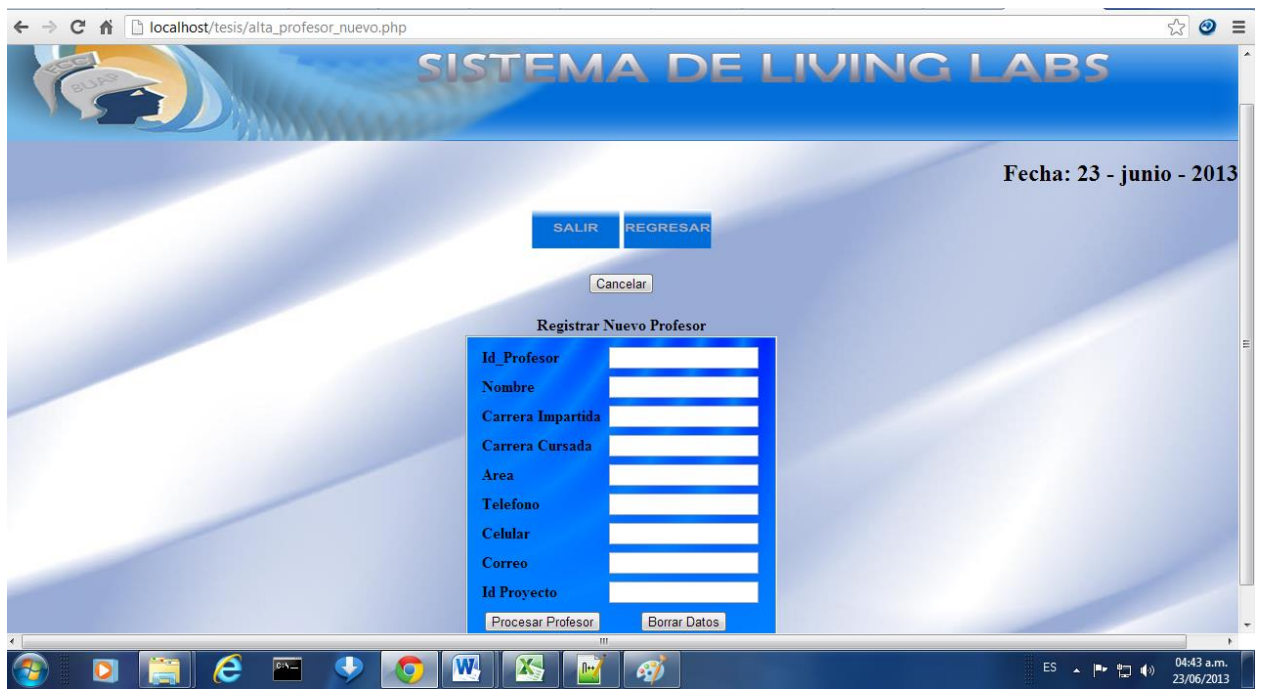 localhost/tesis/alta_profesor_nuevo.php
SISTEMA DE LIVING LABS
BUAP
Fecha: 23 - junio - 2013
SALIR REGRESAR
Cancelar
Registrar Nuevo Profesor
Id_Profesor
Nombre
Carrera Impartida
Carrera Cursada
Area
Telefono
Celular
Correo
Id Proyecto
Procesar Profesor Borrar Datos
ES 04:43 a.m.
23/06/2013